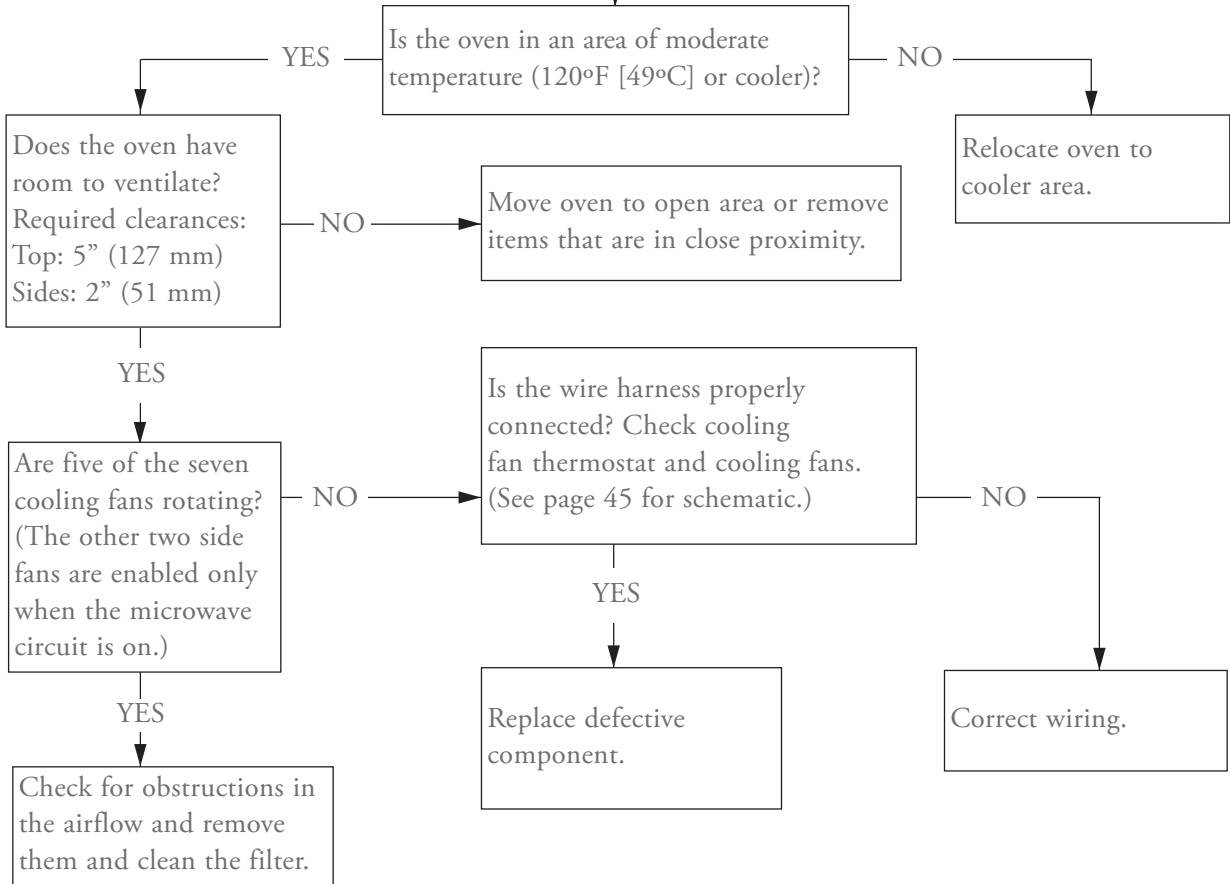 Is the oven in an area of moderate
temperature (120ºF [49ºC] or cooler)?
YES
NO
Does the oven have
room to ventilate?
Required clearances:
Top: 5” (127 mm)
Sides: 2” (51 mm)
Relocate oven to
cooler area.
NO
Move oven to open area or remove
items that are in close proximity.
YES
Are five of the seven
cooling fans rotating?
(The other two side
fans are enabled only
when the microwave
circuit is on.)
NO
Is the wire harness properly
connected? Check cooling
fan thermostat and cooling fans.
(See page 45 for schematic.)
NO
YES
YES
Replace defective
component.
Correct wiring.
Check for obstructions in
the airflow and remove
them and clean the filter.